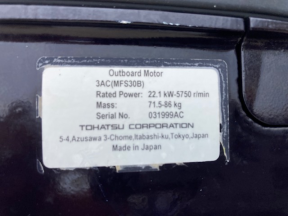 Outboard Motor
3AC(MFS30B)
Rated Power: 22.1 kW-5750 r/min
Mass: 71.5-86 kg
Serial No. 031999AC
TOHATSU CORPORATION
5-4,Azusawa 3-Chome,Itabashi-ku,Tokyo,Japan
Made in Japan